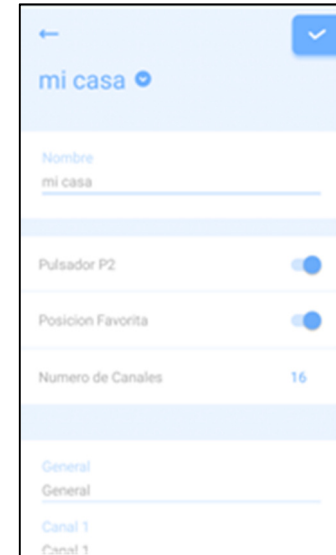 mi casa
Nombre
mi casa
Pulsador P2
Posicion Favorita
Numero de Canales 16
General
General
Canal 1
Canal 1